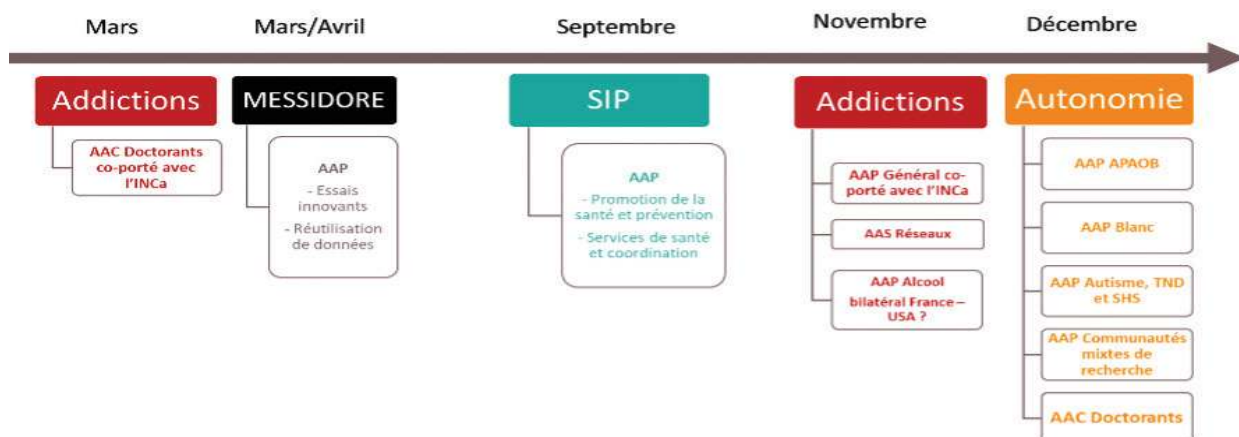 Mars
Mars/Avril
Septembre
Novembre
Décembre
Addictions
AAC Doctorants
co-porté avec
l'INCa
MESSIDORE
AAP
- Essais
innovants
- Réutilisation
de données
SIP
AAP
- Promotion de la
santé et prévention
- Services de santé
et coordination
Addictions
AAP Général co-
porté avec l'INCa
AAS Réseaux
AAP Alcool
bilatéral France –
USA ?
Autonomie
AAP APAOB
AAP Blanc
AAP Autisme, TND
et SHS
AAP Communautés
mixtes de
recherche
AAC Doctorants